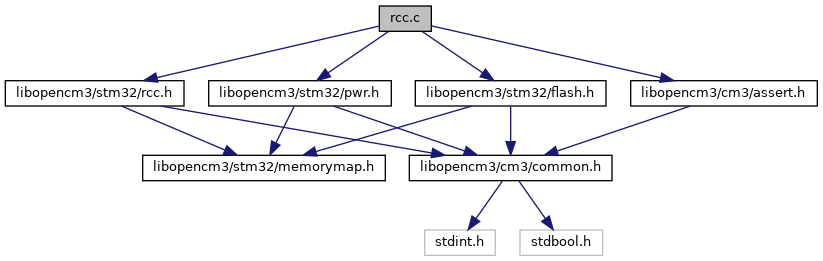 rcc.c
libopencm3/stm32/rcc.h
libopencm3/stm32/pwr.h
libopencm3/stm32/flash.h
libopencm3/cm3/assert.h
libopencm3/stm32/memorymap.h
libopencm3/cm3/common.h
stdint.h
stdbool.h